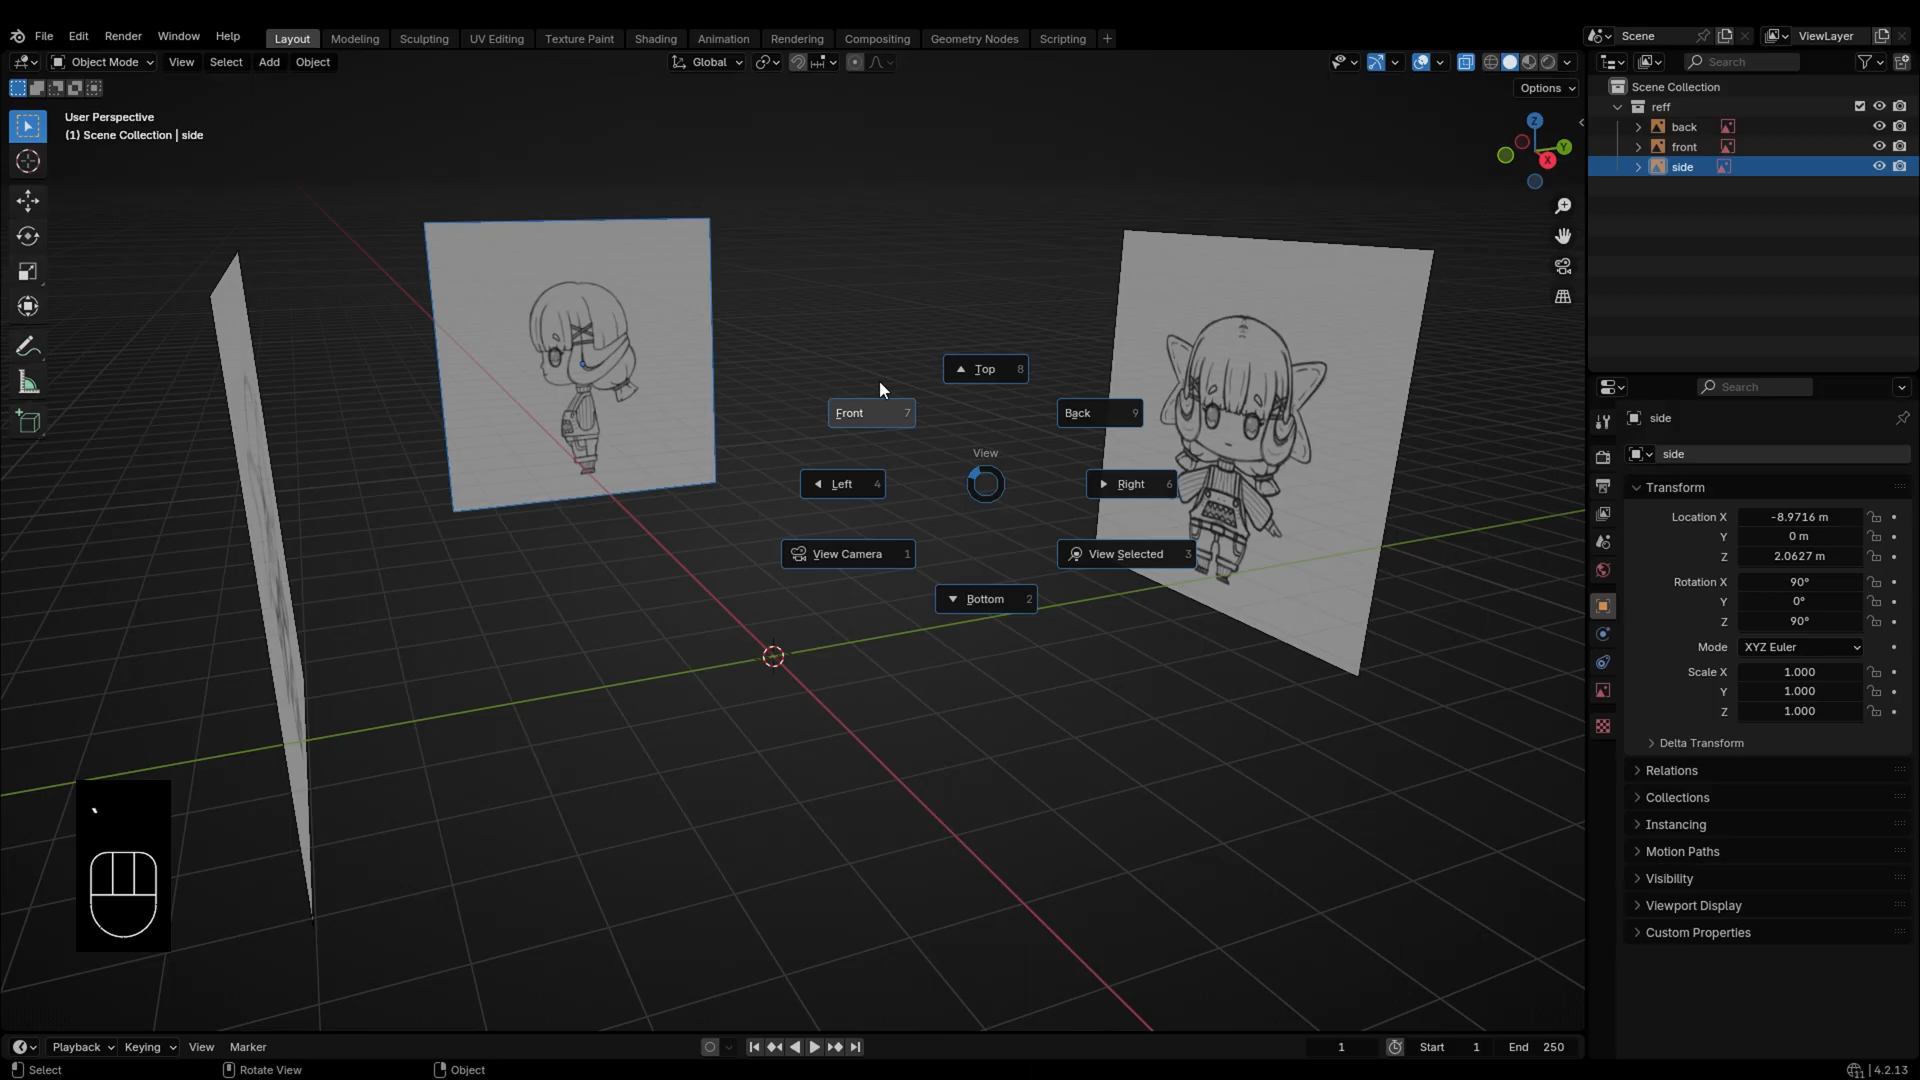 File Edit Render Window Help
Layout Modeling Sculpting UV Editing Texture Paint Shading Animation Rendering Compositing Geometry Nodes Scripting +
Scene
ViewLayer
Object Mode View Select Add Object
Global
Search
Options
User Perspective
(1) Scene Collection | side
Z
Y
X
Scene Collection
reff
back
front
side
Top 8
Front 7
Back 9
View
Left 4
Right 6
View Camera 1
View Selected 3
Bottom 2
Search
side
side
Transform
Location X -8.9716 m
Y 0 m
Z 2.0627 m
Rotation X 90°
Y 0°
Z 90°
Mode XYZ Euler
Scale X 1.000
Y 1.000
Z 1.000
Delta Transform
Relations
Collections
Instancing
Motion Paths
Visibility
Viewport Display
Custom Properties
`
Playback Keying View Marker
1 Start 1 End 250
Select Rotate View Object
4.2.13